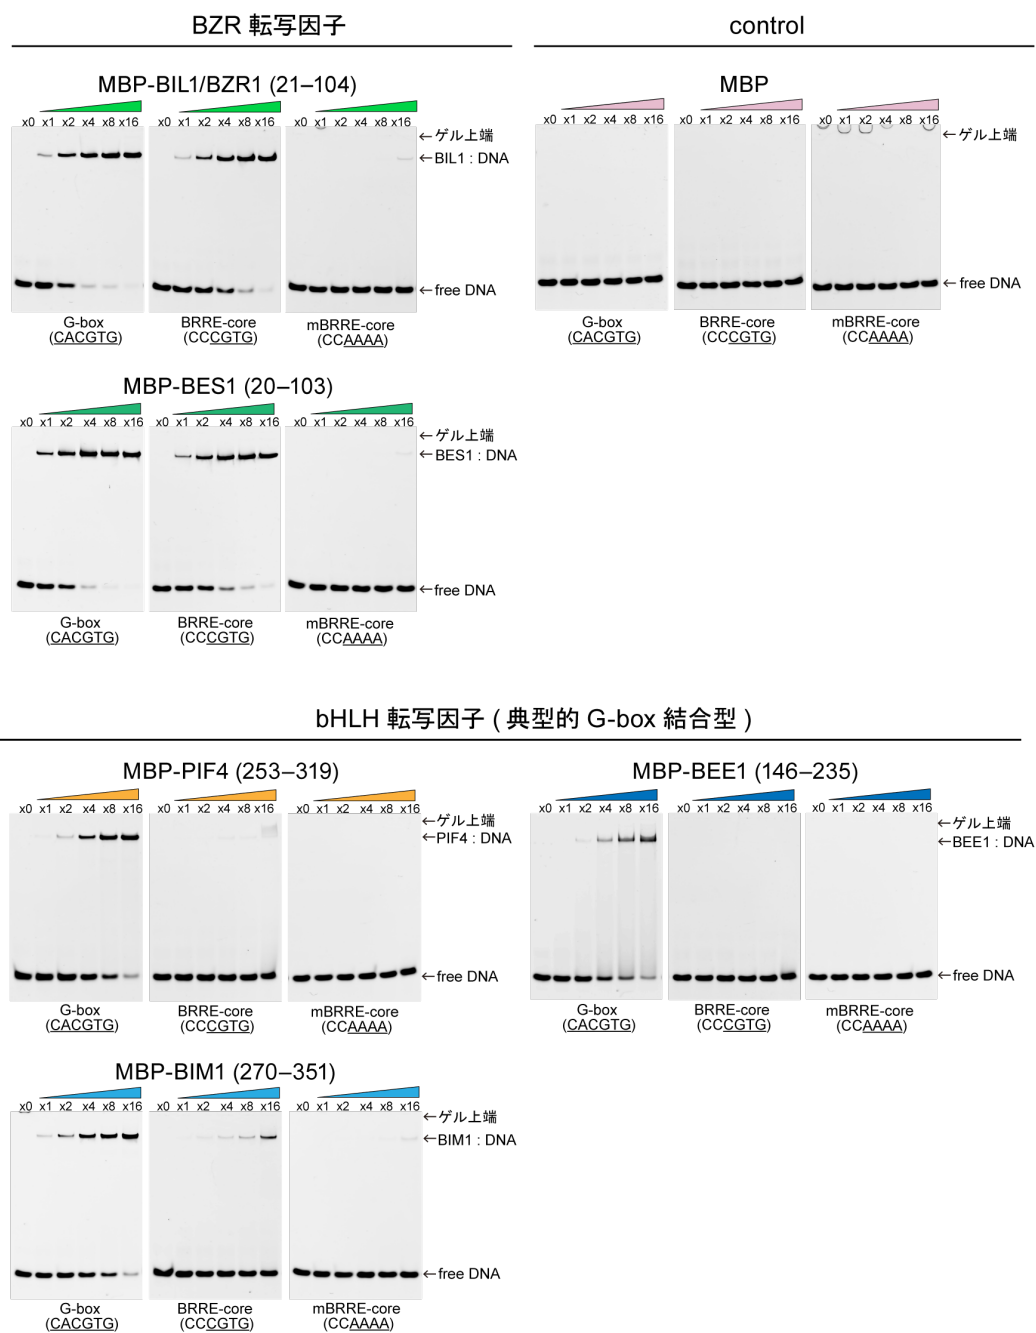 BZR 転写因子
control
MBP-BIL1/BZR1 (21–104)
x0 x1 x2 x4 x8 x16
x0 x1 x2 x4 x8 x16
x0 x1 x2 x4 x8 x16
←ゲル上端
←BIL1 : DNA
←free DNA
G-box
(CACGTG)
BRRE-core
(CCCGTG)
mBRRE-core
(CCAAAA)
MBP
x0 x1 x2 x4 x8 x16
x0 x1 x2 x4 x8 x16
x0 x1 x2 x4 x8 x16
←ゲル上端
←free DNA
G-box
(CACGTG)
BRRE-core
(CCCGTG)
mBRRE-core
(CCAAAA)
MBP-BES1 (20–103)
x0 x1 x2 x4 x8 x16
x0 x1 x2 x4 x8 x16
x0 x1 x2 x4 x8 x16
←ゲル上端
←BES1 : DNA
←free DNA
G-box
(CACGTG)
BRRE-core
(CCCGTG)
mBRRE-core
(CCAAAA)
bHLH 転写因子 ( 典型的 G-box 結合型 )
MBP-PIF4 (253–319)
x0 x1 x2 x4 x8 x16
x0 x1 x2 x4 x8 x16
x0 x1 x2 x4 x8 x16
←ゲル上端
←PIF4 : DNA
←free DNA
G-box
(CACGTG)
BRRE-core
(CCCGTG)
mBRRE-core
(CCAAAA)
MBP-BEE1 (146–235)
x0 x1 x2 x4 x8 x16
x0 x1 x2 x4 x8 x16
x0 x1 x2 x4 x8 x16
←ゲル上端
←BEE1 : DNA
←free DNA
G-box
(CACGTG)
BRRE-core
(CCCGTG)
mBRRE-core
(CCAAAA)
MBP-BIM1 (270–351)
x0 x1 x2 x4 x8 x16
x0 x1 x2 x4 x8 x16
x0 x1 x2 x4 x8 x16
←ゲル上端
←BIM1 : DNA
←free DNA
G-box
(CACGTG)
BRRE-core
(CCCGTG)
mBRRE-core
(CCAAAA)